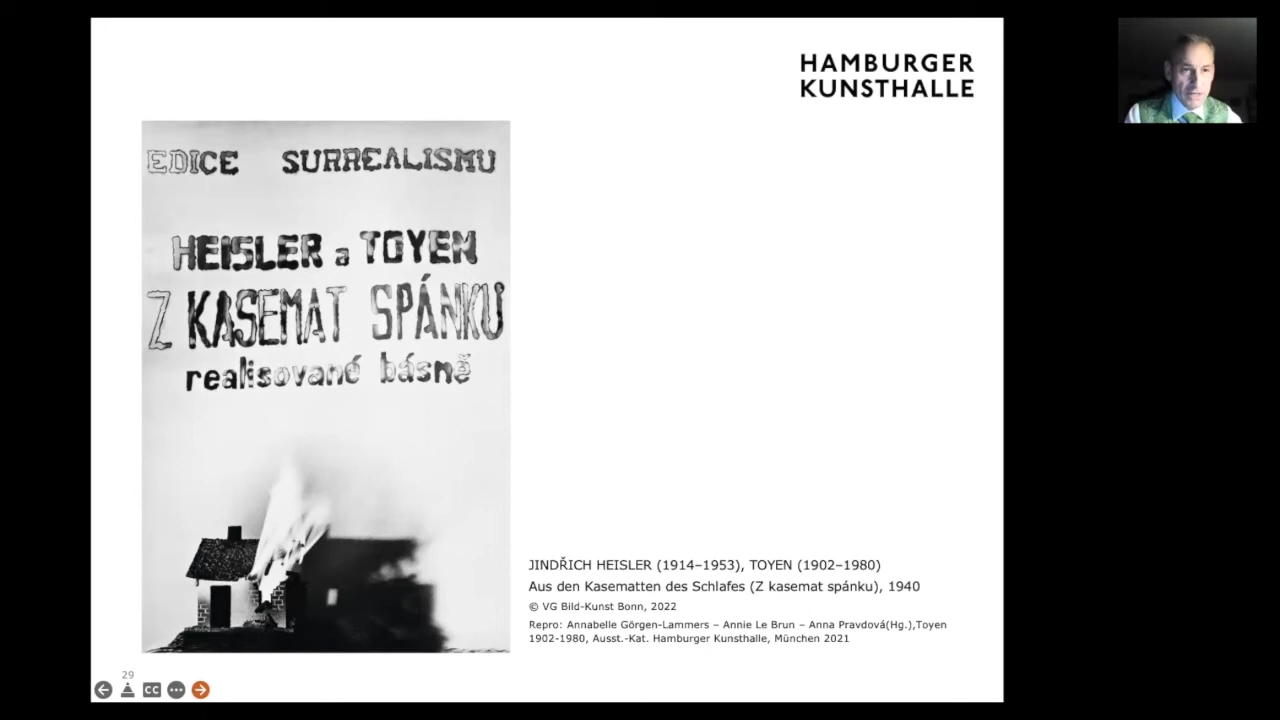 HAMBURGER
KUNSTHALLE
EDICE SURREALISMU
HEISLER a TOYEN
Z KASEMAT SPÁNKU
realisované básně
JINDŘICH HEISLER (1914–1953), TOYEN (1902–1980)
Aus den Kasematten des Schlafes (Z kasemat spánku), 1940
© VG Bild-Kunst Bonn, 2022
Repro: Annabelle Görgen-Lammers – Annie Le Brun – Anna Pravdová(Hg.),Toyen
1902-1980, Ausst.-Kat. Hamburger Kunsthalle, München 2021
29
CC